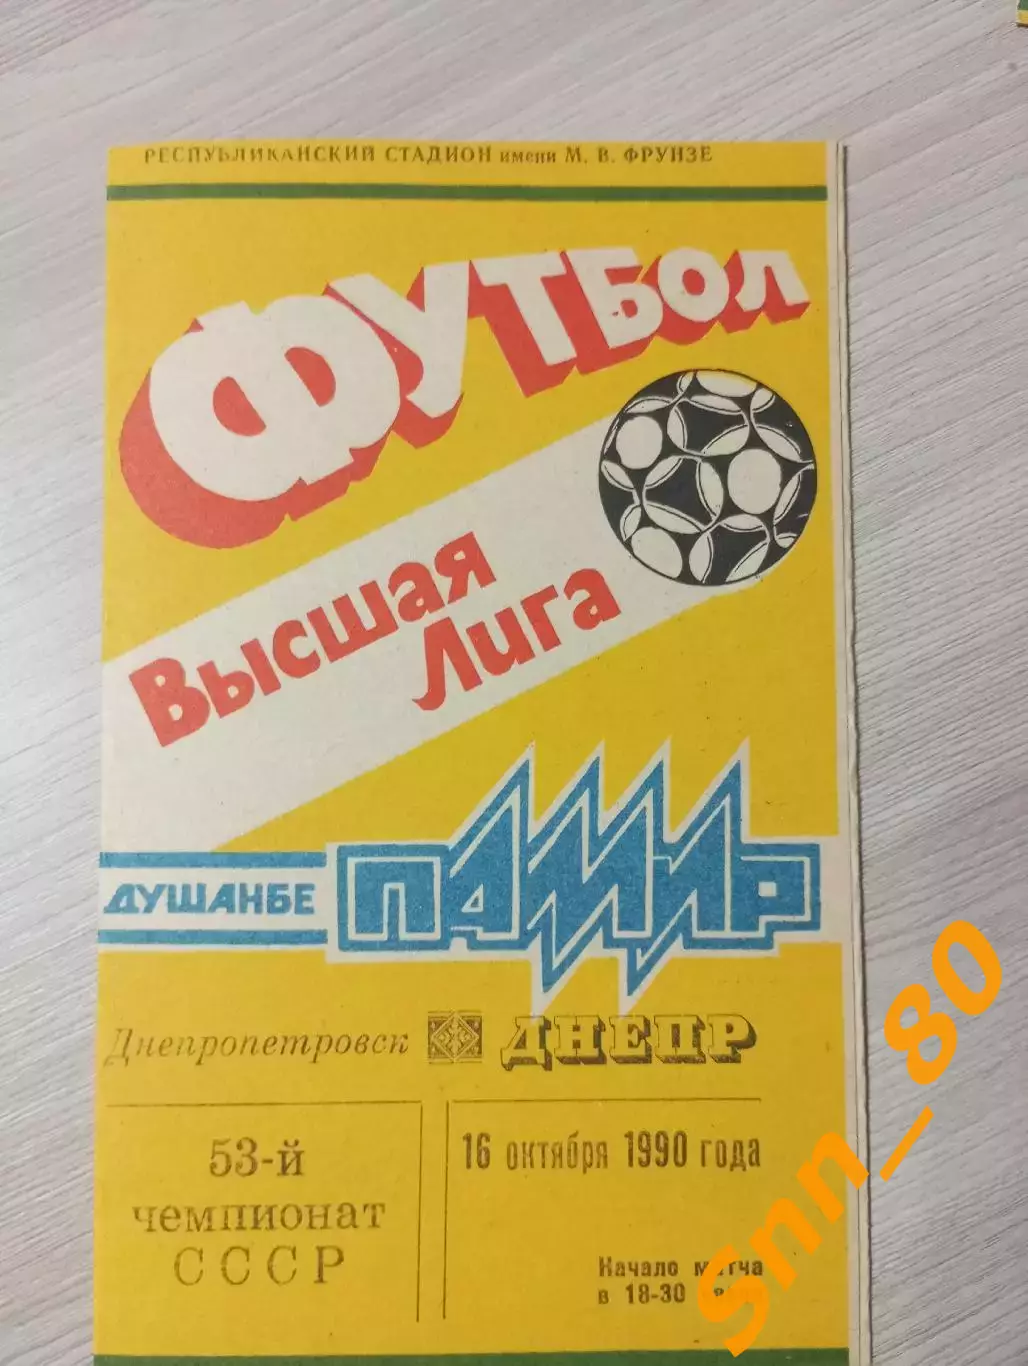 РЕСПУБЛИКАНСКИЙ СТАДИОН имени М. В. ФРУНЗЕ
ФУТБОЛ
Высшая
Лига
ДУШАНБЕ ПАМИР
Днепропетровск ДНЕПР
53-й
чемпионат
СССР
16 октября 1990 года
Начало матча
в 18-30
Snn_80